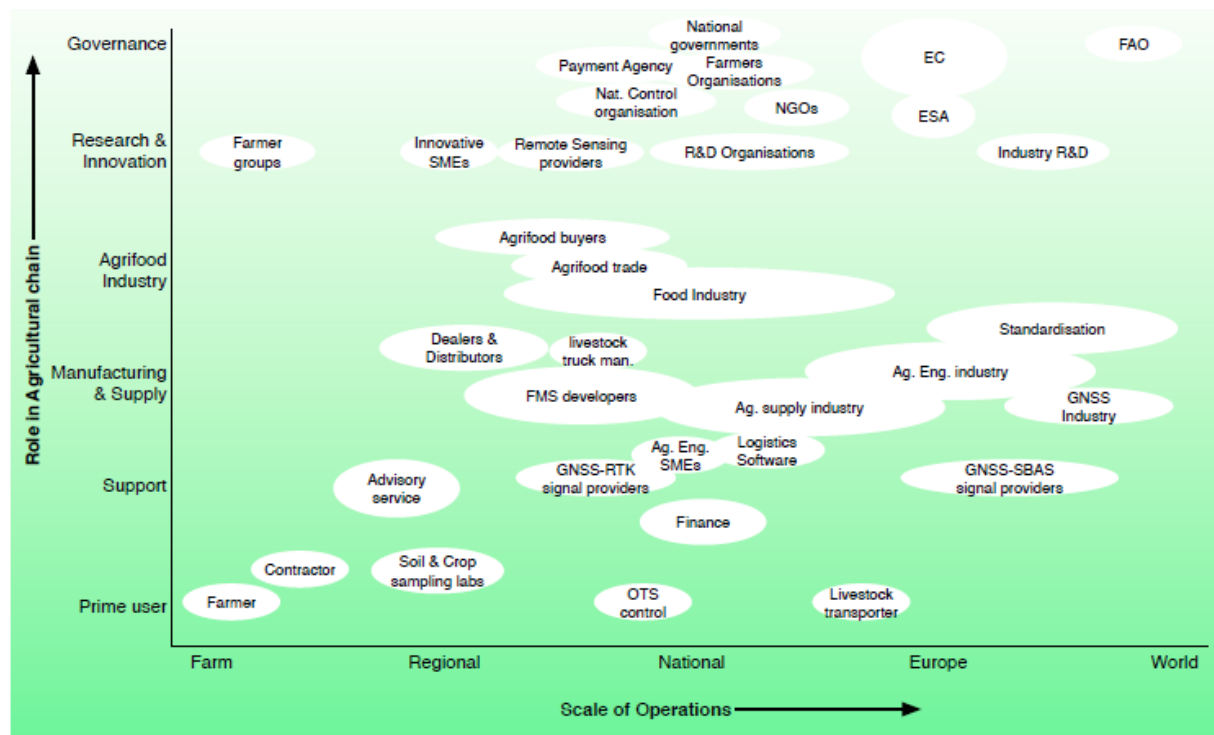 Governance
National
governments
Payment Agency
Farmers
Organisations
EC
FAO
Nat. Control
organisation
NGOs
ESA
Research &
Innovation
Farmer
groups
Innovative
SMEs
Remote Sensing
providers
R&D Organisations
Industry R&D
Agrifood
Industry
Agrifood buyers
Agrifood trade
Food Industry
Standardisation
Manufacturing
& Supply
Dealers &
Distributors
livestock
truck man.
Ag. Eng. industry
FMS developers
Ag. supply industry
GNSS
Industry
Support
Advisory
service
GNSS-RTK
signal providers
Ag. Eng.
SMEs
Logistics
Software
GNSS-SBAS
signal providers
Finance
Prime user
Contractor
Farmer
Soil & Crop
sampling labs
OTS
control
Livestock
transporter
Role in Agricultural chain
Farm
Regional
National
Europe
World
Scale of Operations